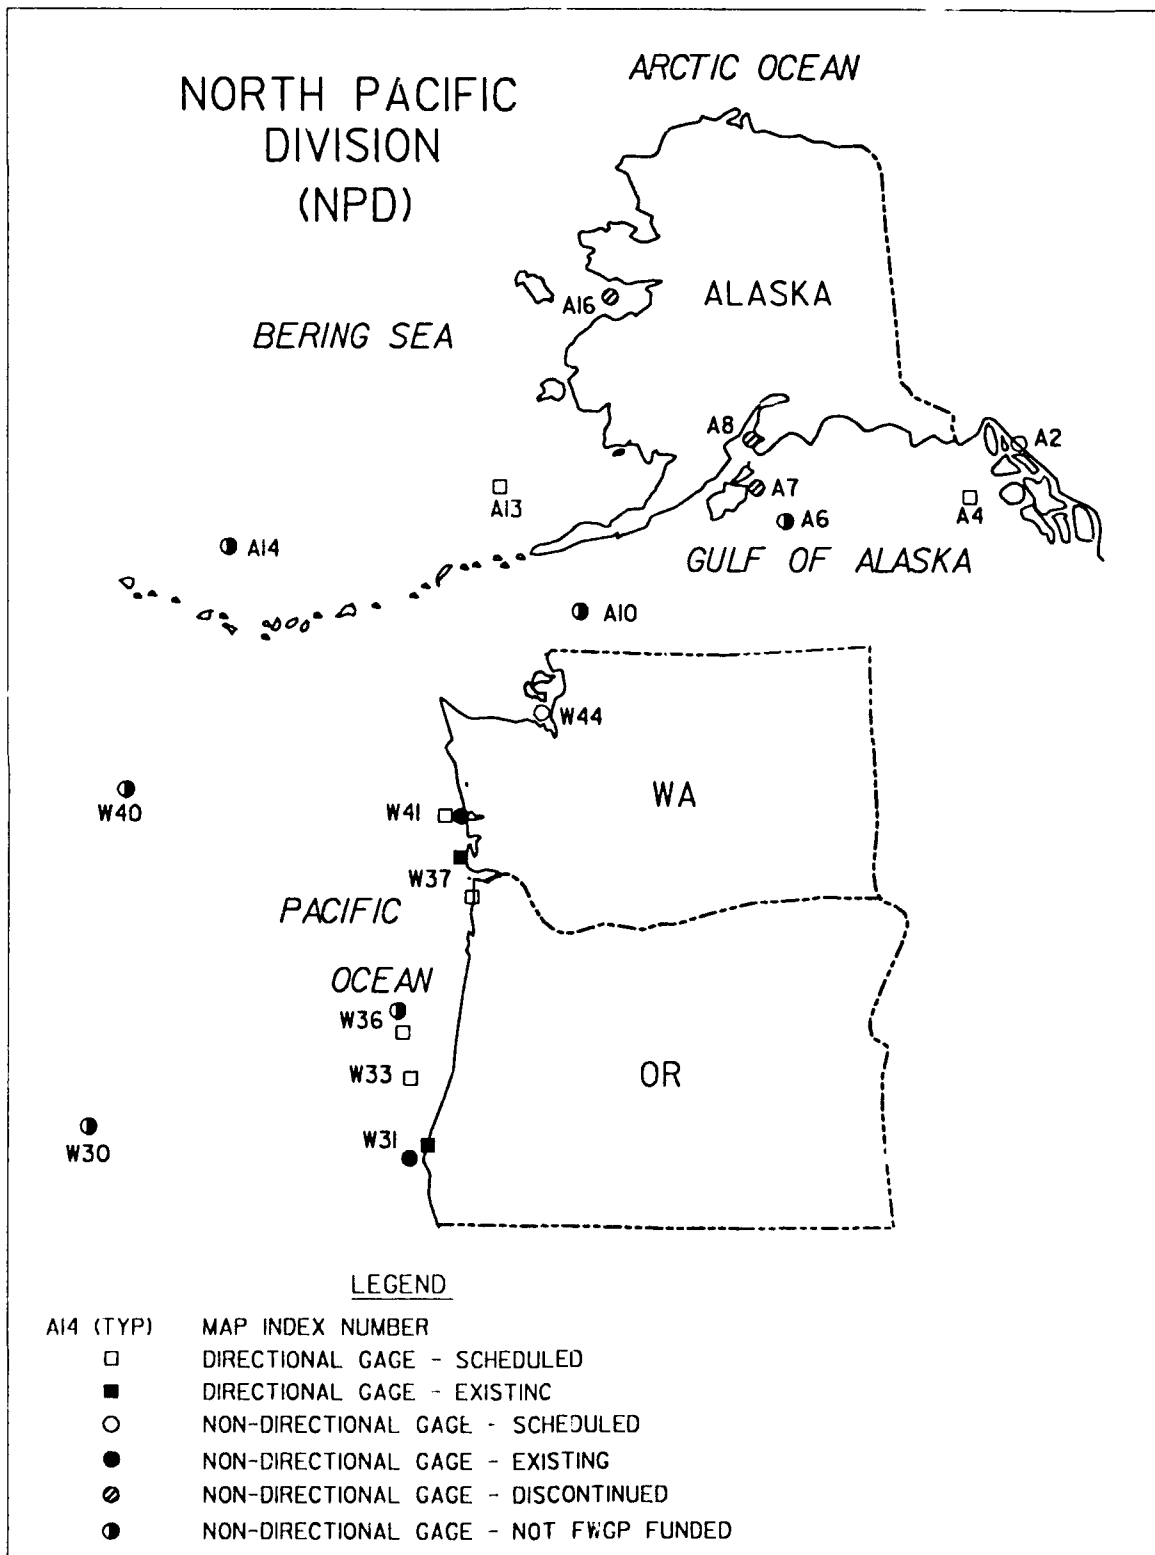 NORTH PACIFIC
DIVISION
(NPD)
ARCTIC OCEAN
ALASKA
A16
BERING SEA
A8
A2
A7
A13
A6
A4
A14
GULF OF ALASKA
A10
W44
WA
W40
W41
W37
PACIFIC
OCEAN
W36
W33
OR
W31
W30
LEGEND
A14 (TYP) MAP INDEX NUMBER
DIRECTIONAL GAGE - SCHEDULED
DIRECTIONAL GAGE - EXISTINC
NON-DIRECTIONAL GAGE - SCHEDULED
NON-DIRECTIONAL GAGE - EXISTING
NON-DIRECTIONAL GAGE - DISCONTINUED
NON-DIRECTIONAL GAGE - NOT FWGP FUNDED